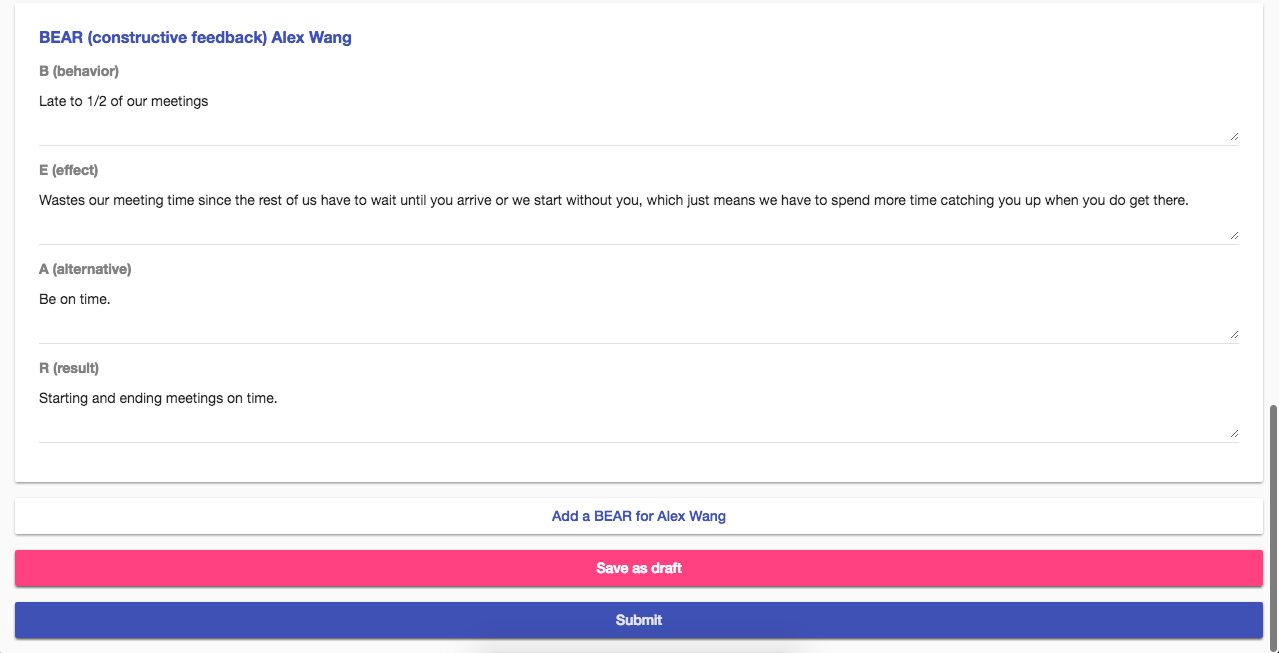 BEAR (constructive feedback) Alex Wang
B (behavior)
Late to 1/2 of our meetings
E (effect)
Wastes our meeting time since the rest of us have to wait until you arrive or we start without you, which just means we have to spend more time catching you up when you do get there.
A (alternative)
Be on time.
R (result)
Starting and ending meetings on time.
Add a BEAR for Alex Wang
Save as draft
Submit